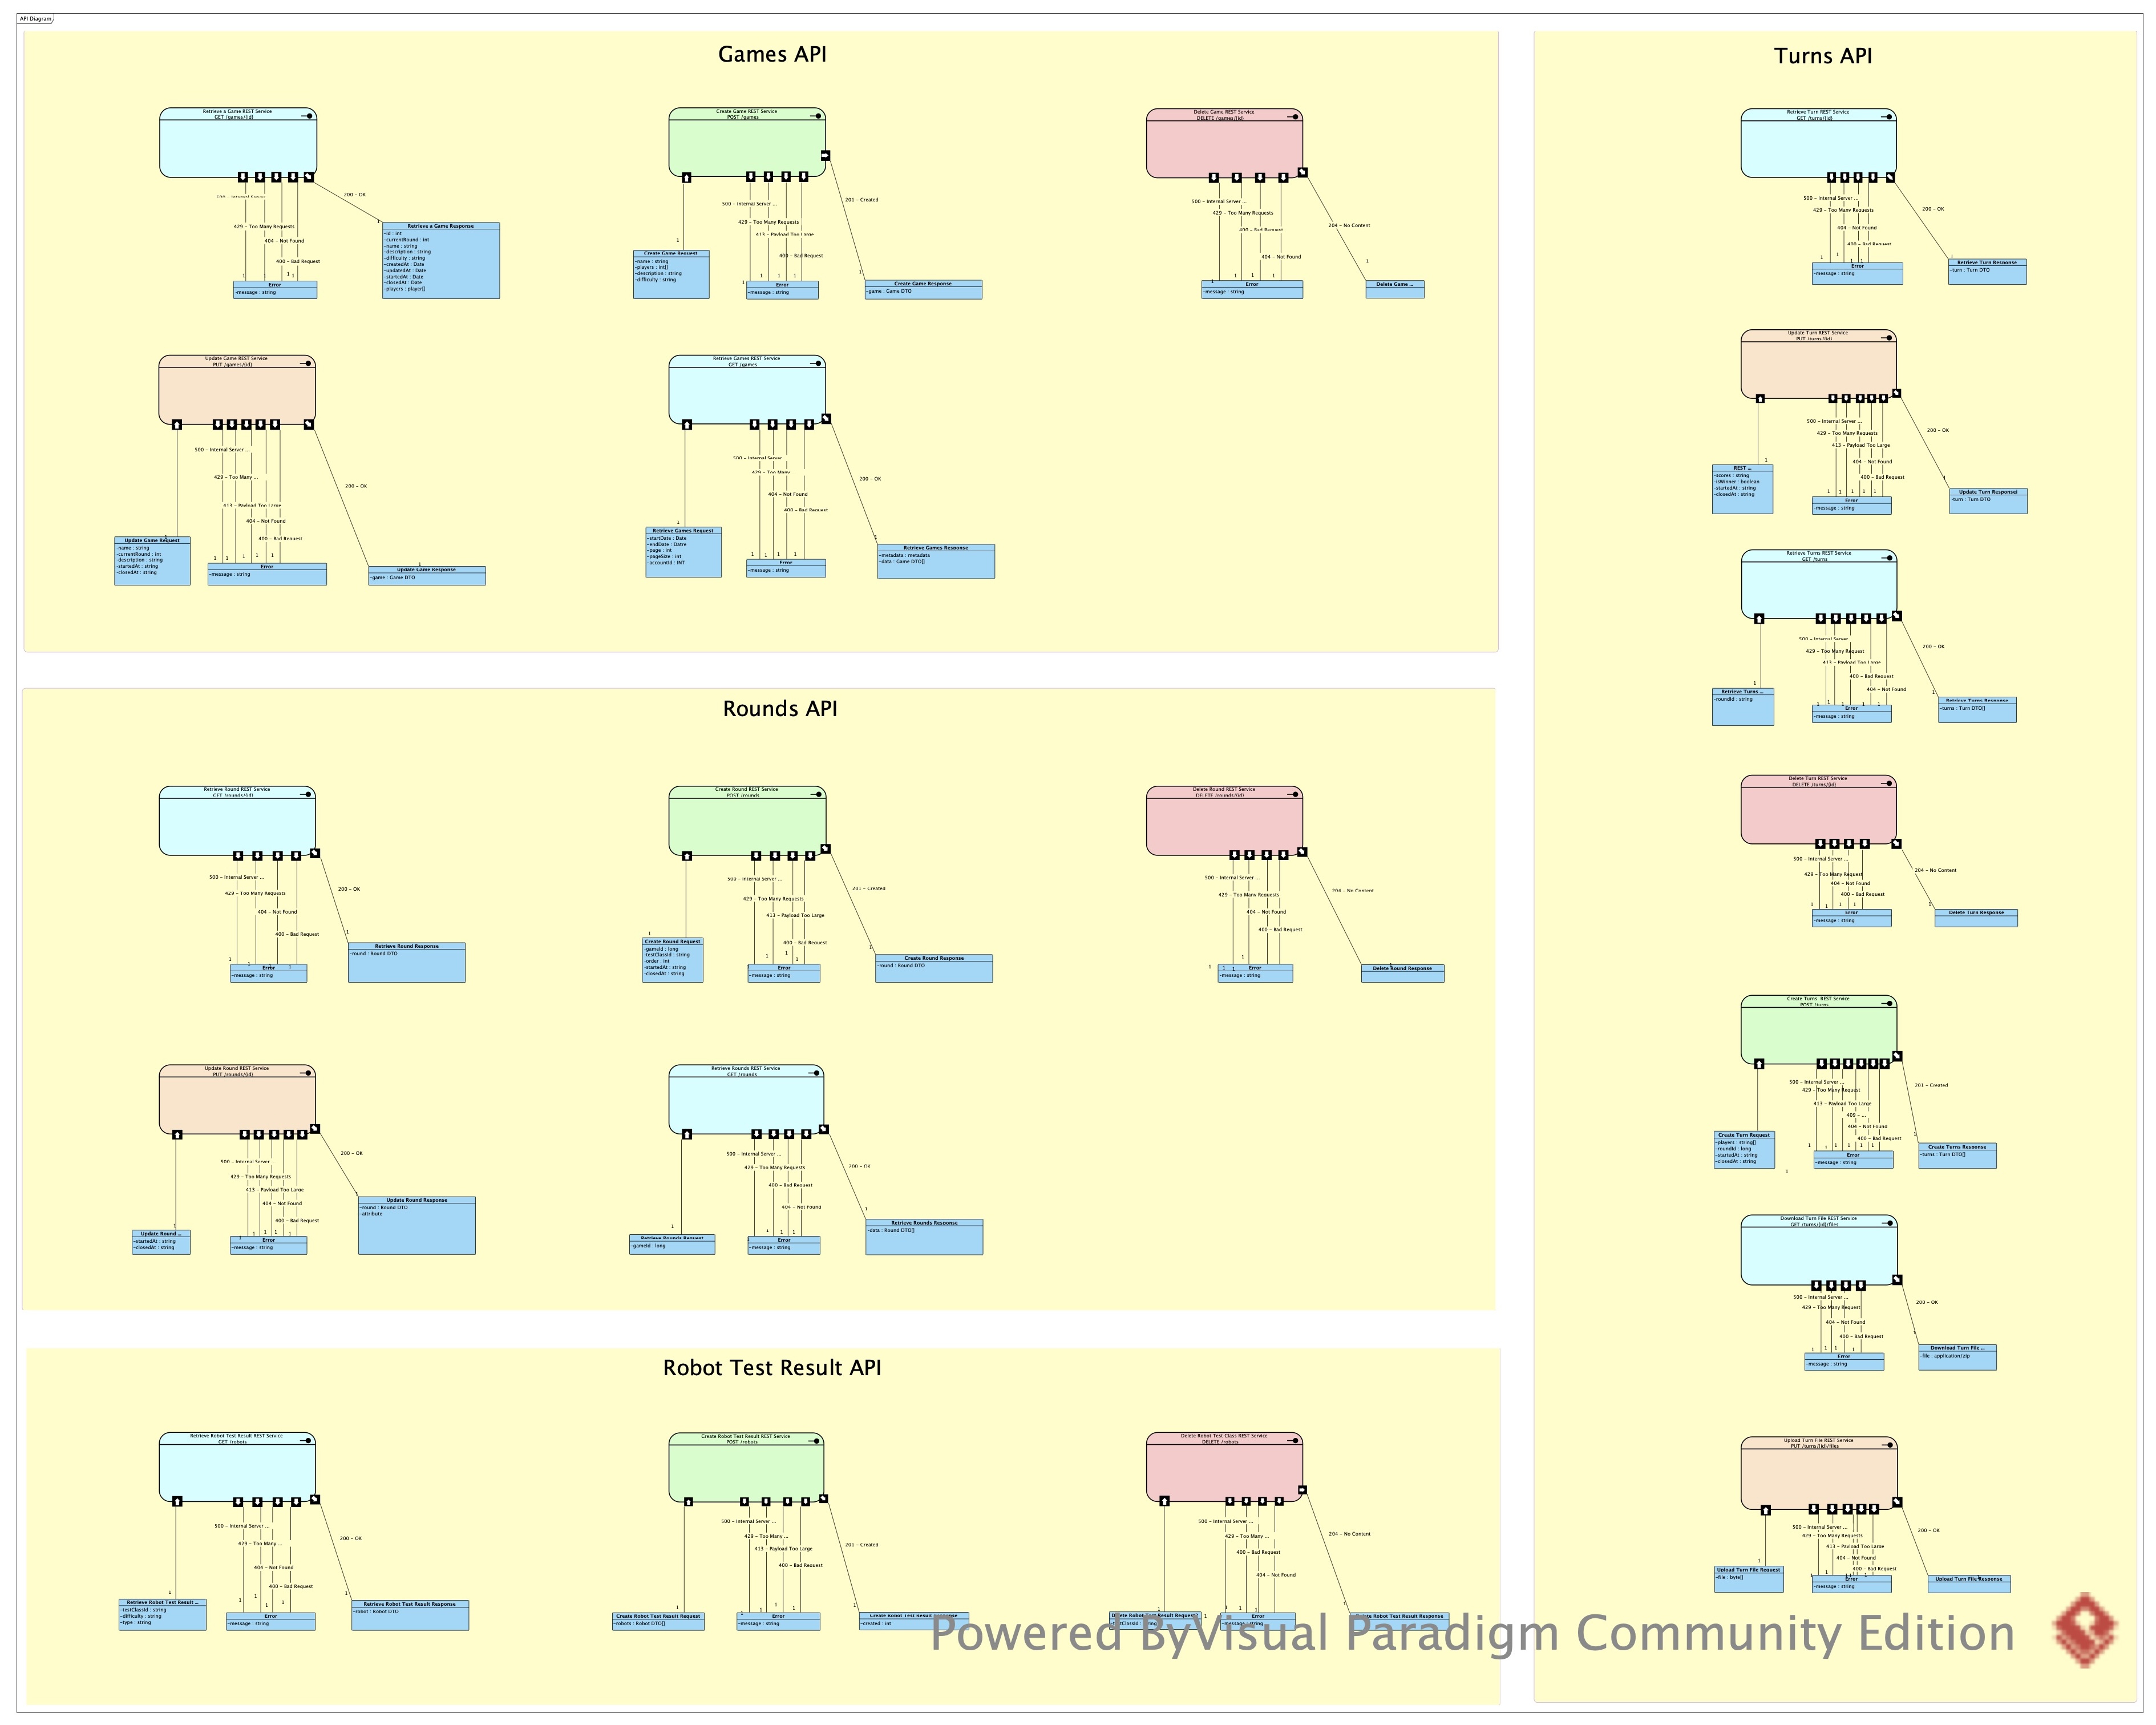 API Diagram
Games API
Retrieve a Game REST Service
GET /games/{id}
200 - OK
500 - Internal Server
429 - Too Many Requests
404 - Not Found
400 - Bad Request
Error
-message : string
Retrieve a Game Response
-id : int
-currentRound : int
-name : string
-description : string
-difficulty : string
-createdAt : Date
-updatedAt : Date
-startedAt : Date
-closedAt : Date
-players : player[]
Create Game REST Service
POST /games
201 - Created
500 - Internal Server ...
429 - Too Many Requests
413 - Payload Too Large
400 - Bad Request
Create Game Request
-name : string
-players : int[]
-description : string
-difficulty : string
Error
-message : string
Create Game Response
-game : Game DTO
Delete Game REST Service
DELETE /games/{id}
500 - Internal Server ...
429 - Too Many Requests
204 - No Content
400 - Bad Request
404 - Not Found
Error
-message : string
Delete Game ...
Update Game REST Service
PUT /games/{id}
500 - Internal Server ...
429 - Too Many ...
200 - OK
413 - Payload Too Large
404 - Not Found
400 - Bad Request
Update Game Request
-name : string
-currentRound : int
-description : string
-startedAt : string
-closedAt : string
Error
-message : string
Update Game Response
-game : Game DTO
Retrieve Games REST Service
GET /games
500 - Internal Server
429 - Too Many
200 - OK
404 - Not Found
400 - Bad Request
Retrieve Games Request
-startDate : Date
-endDate : Datre
-page : int
-pageSize : int
-accountId : INT
Error
-message : string
Retrieve Games Response
-metadata : metadata
-data : Game DTO[]
Rounds API
Retrieve Round REST Service
GET /rounds/{id}
500 - Internal Server ...
200 - OK
429 - Too Many Requests
404 - Not Found
400 - Bad Request
Error
-message : string
Retrieve Round Response
-round : Round DTO
Create Round REST Service
POST /rounds
500 - Internal Server ...
201 - Created
429 - Too Many Requests
413 - Payload Too Large
400 - Bad Request
Create Round Request
-gameId : long
-testClassId : string
-order : int
-startedAt : string
-closedAt : string
Error
-message : string
Create Round Response
-round : Round DTO
Delete Round REST Service
DELETE /rounds/{id}
500 - Internal Server ...
204 - No Content
429 - Too Many Requests
404 - Not Found
400 - Bad Request
Error
-message : string
Delete Round Response
Update Round REST Service
PUT /rounds/{id}
200 - OK
500 - Internal Server
429 - Too Many Requests
413 - Payload Too Large
404 - Not Found
400 - Bad Request
Update Round ...
-startedAt : string
-closedAt : string
Error
-message : string
Update Round Response
-round : Round DTO
-attribute
Retrieve Rounds REST Service
GET /rounds
500 - Internal Server ...
429 - Too Many Requests
200 - OK
400 - Bad Request
404 - Not Found
Retrieve Rounds Request
-gameId : long
Error
-message : string
Retrieve Rounds Response
-data : Round DTO[]
Robot Test Result API
Retrieve Robot Test Result REST Service
GET /robots
500 - Internal Server ...
200 - OK
429 - Too Many ...
404 - Not Found
400 - Bad Request
Retrieve Robot Test Result ...
-testClassId : string
-difficulty : string
-type : string
Error
-message : string
Retrieve Robot Test Result Response
-robot : Robot DTO
Create Robot Test Result REST Service
POST /robots
500 - Internal Server ...
429 - Too Many ...
201 - Created
413 - Payload Too Large
400 - Bad Request
Create Robot Test Result Request
-robots : Robot DTO[]
Error
-message : string
Create Robot Test Result Response
-created : int
Delete Robot Test Class REST Service
DELETE /robots
500 - Internal Server ...
429 - Too Many ...
204 - No Content
400 - Bad Request
404 - Not Found
Delete Robot Test Result Request
-testClassId : string
Error
-message : string
Delete Robot Test Result Response
Turns API
Retrieve Turn REST Service
GET /turns/{id}
500 - Internal Server ...
429 - Too Many Requests
200 - OK
404 - Not Found
400 - Bad Request
Error
-message : string
Retrieve Turn Response
-turn : Turn DTO
Update Turn REST Service
PUT /turns/{id}
500 - Internal Server ...
429 - Too Many Requests
200 - OK
413 - Payload Too Large
404 - Not Found
400 - Bad Request
REST ...
-scores : string
-isWinner : boolean
-startedAt : string
-closedAt : string
Error
-message : string
Update Turn Responsei
-turn : Turn DTO
Retrieve Turns REST Service
GET /turns
500 - Internal Server
429 - Too Many Request
200 - OK
413 - Payload Too Large
400 - Bad Request
404 - Not Found
Retrieve Turns ...
-roundId : string
Error
-message : string
Retrieve Turns Response
-turns : Turn DTO[]
Delete Turn REST Service
DELETE /turns/{id}
500 - Internal Server ...
429 - Too Many Request
204 - No Content
404 - Not Found
400 - Bad Request
Error
-message : string
Delete Turn Response
Create Turns REST Service
POST /turns
500 - Internal Server ...
429 - Too Many Request
201 - Created
413 - Payload Too Large
409 - ...
404 - Not Found
400 - Bad Request
Create Turn Request
-players : string[]
-roundId : long
-startedAt : string
-closedAt : string
Error
-message : string
Create Turns Response
-turns : Turn DTO[]
Download Turn File REST Service
GET /turns/{id}/files
500 - Internal Server ...
429 - Too Many Request
200 - OK
404 - Not Found
400 - Bad Request
Error
-message : string
Download Turn File ...
-file : application/zip
Upload Turn File REST Service
PUT /turns/{id}/files
500 - Internal Server ...
429 - Too Many Requests
200 - OK
413 - Payload Too Large
404 - Not Found
400 - Bad Request
Upload Turn File Request
-file : byte[]
Error
-message : string
Upload Turn File Response
Powered ByVisual Paradigm Community Edition